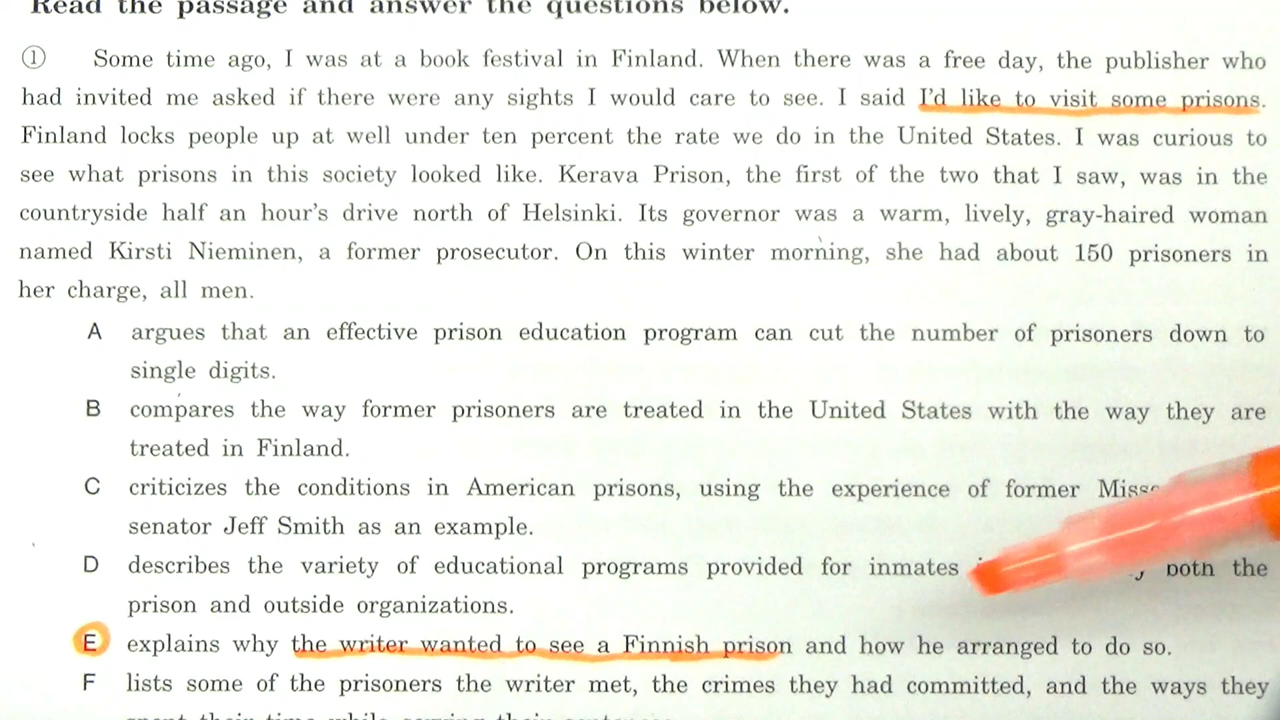 Read the passage and answer the questions below.
① Some time ago, I was at a book festival in Finland. When there was a free day, the publisher who
had invited me asked if there were any sights I would care to see. I said I'd like to visit some prisons.
Finland locks people up at well under ten percent the rate we do in the United States. I was curious to
see what prisons in this society looked like. Kerava Prison, the first of the two that I saw, was in the
countryside half an hour's drive north of Helsinki. Its governor was a warm, lively, gray-haired woman
named Kirsti Nieminen, a former prosecutor. On this winter morning, she had about 150 prisoners in
her charge, all men.
A argues that an effective prison education program can cut the number of prisoners down to
single digits.
B compares the way former prisoners are treated in the United States with the way they are
treated in Finland.
C criticizes the conditions in American prisons, using the experience of former
senator Jeff Smith as an example.
D describes the variety of educational programs provided for inmates both the
prison and outside organizations.
E explains why the writer wanted to see a Finnish prison and how he arranged to do so.
F lists some of the prisoners the writer met, the crimes they had committed, and the ways they
spent their time while serving their sentences.